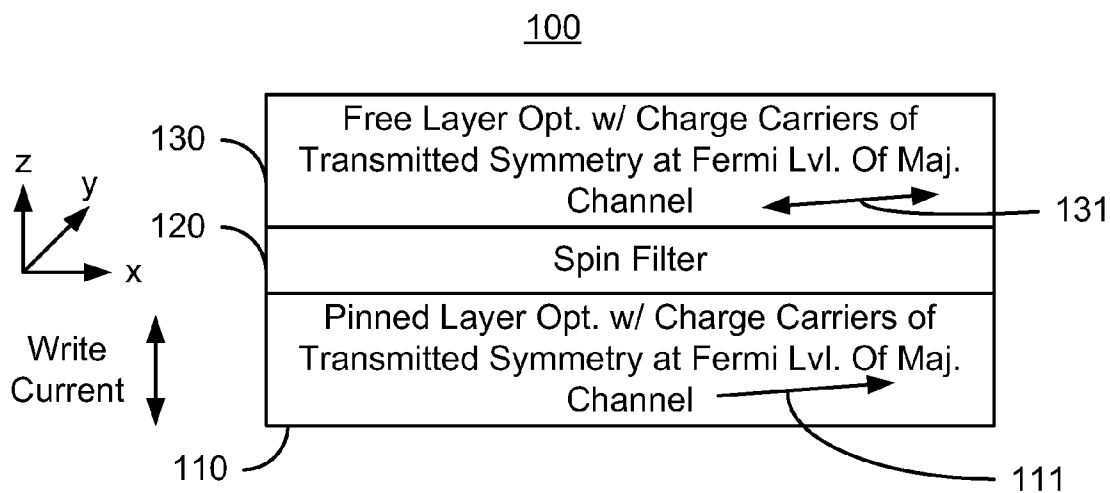 100
130
Free Layer Opt. w/ Charge Carriers of
Transmitted Symmetry at Fermi Lvl. Of Maj.
Channel
131
z
y
x
120
Spin Filter
Write
Current
Pinned Layer Opt. w/ Charge Carriers of
Transmitted Symmetry at Fermi Lvl. Of Maj.
Channel
110
111